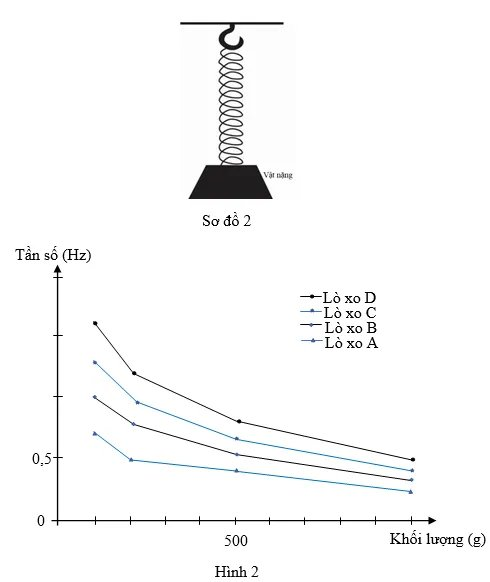 Vật nặng
Sơ đồ 2
Tần số (Hz)
Lò xo D
Lò xo C
Lò xo B
Lò xo A
0,5
0
500
Khối lượng (g)
Hình 2